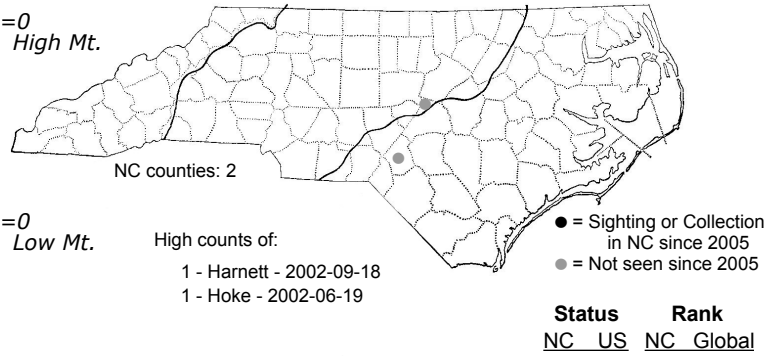 =0
High Mt.
NC counties: 2
=0
Low Mt.
High counts of:
1 - Harnett - 2002-09-18
1 - Hoke - 2002-06-19
● = Sighting or Collection
in NC since 2005
● = Not seen since 2005
Status Rank
NC US NC Global